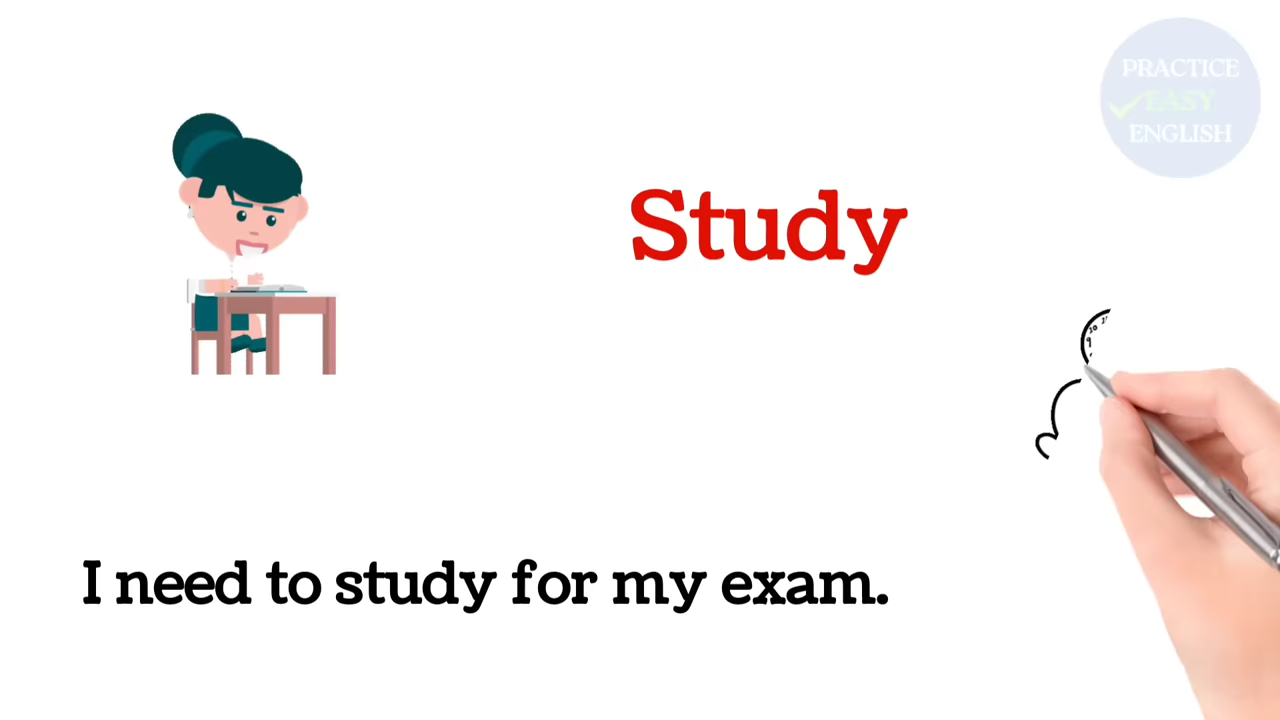 PRACTICE
EASY
ENGLISH
Study
I need to study for my exam.